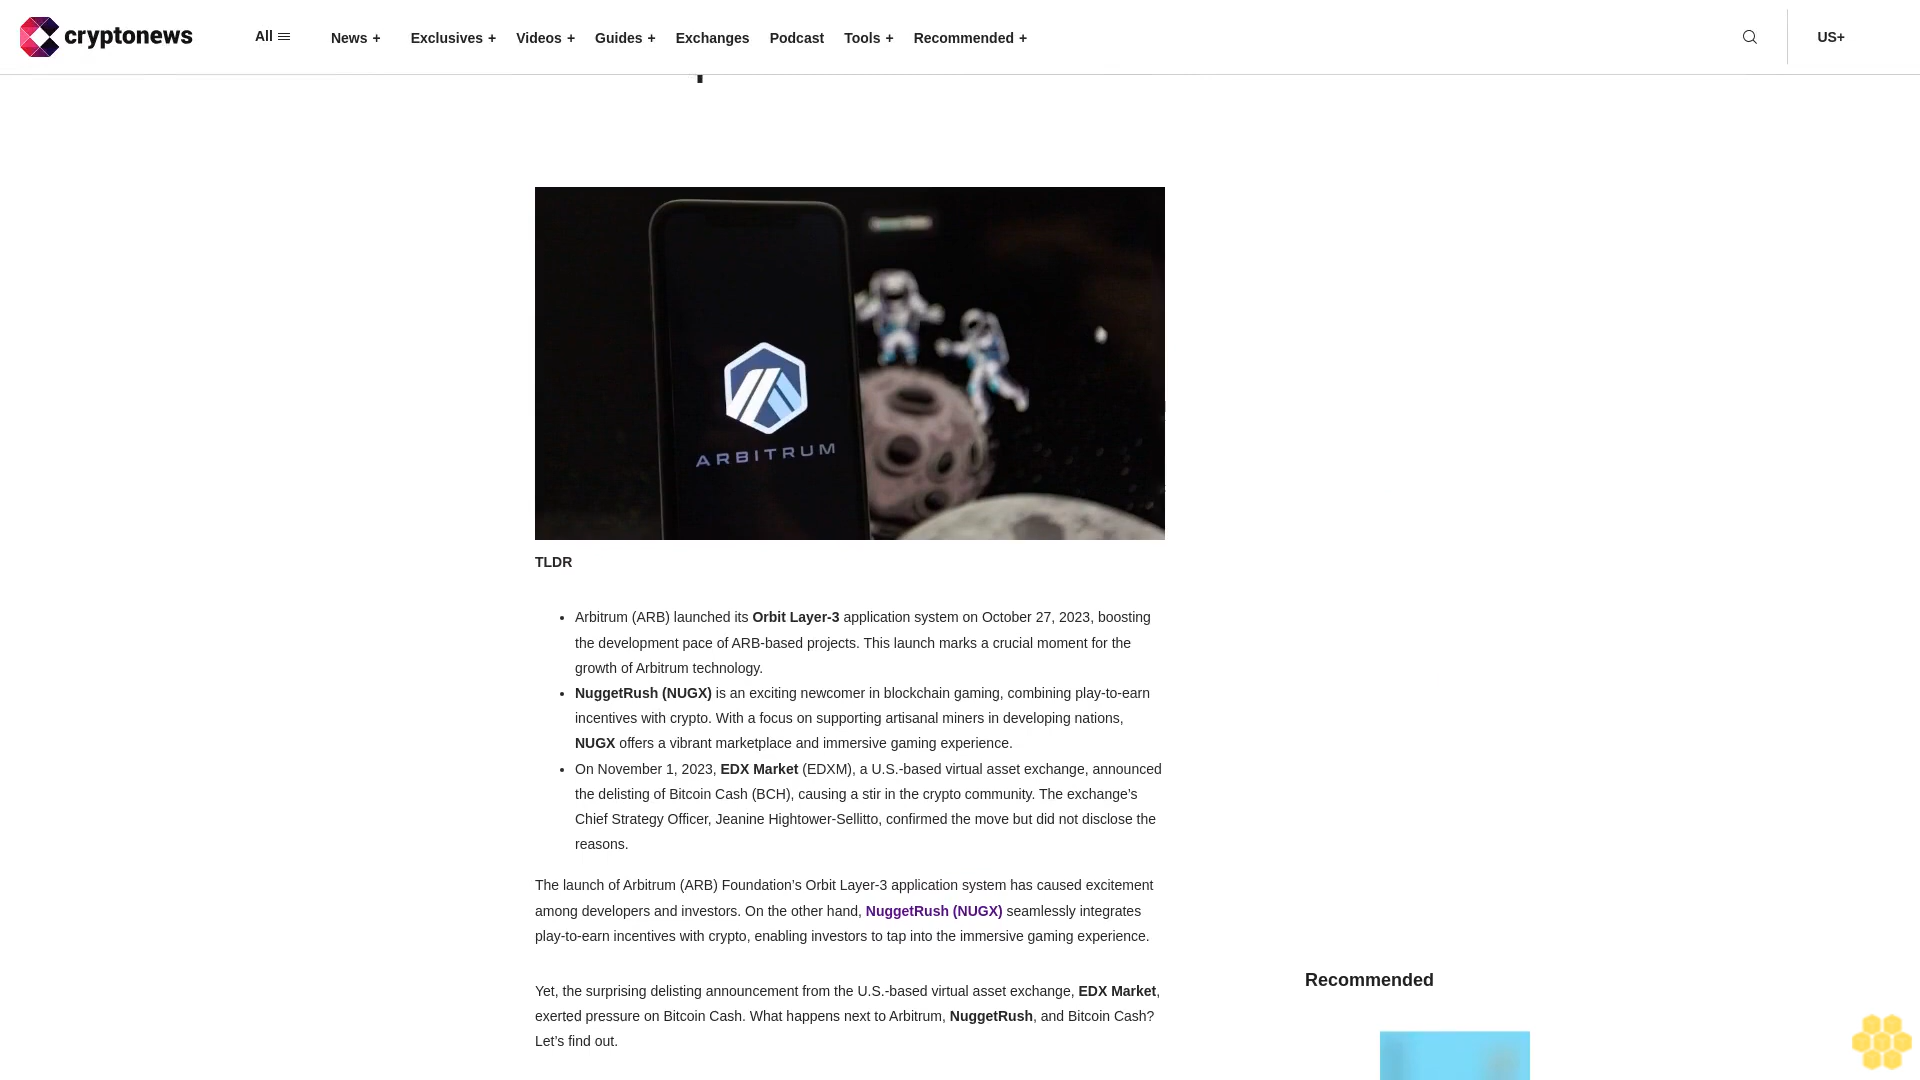 cryptonews
All
News +
Exclusives +
Videos +
Guides +
Exchanges
Podcast
Tools +
Recommended +
US+
ARBITRUM
TLDR
Arbitrum (ARB) launched its Orbit Layer-3 application system on October 27, 2023, boosting
the development pace of ARB-based projects. This launch marks a crucial moment for the
growth of Arbitrum technology.
NuggetRush (NUGX) is an exciting newcomer in blockchain gaming, combining play-to-earn
incentives with crypto. With a focus on supporting artisanal miners in developing nations,
NUGX offers a vibrant marketplace and immersive gaming experience.
On November 1, 2023, EDX Market (EDXM), a U.S.-based virtual asset exchange, announced
the delisting of Bitcoin Cash (BCH), causing a stir in the crypto community. The exchange’s
Chief Strategy Officer, Jeanine Hightower-Sellitto, confirmed the move but did not disclose the
reasons.
The launch of Arbitrum (ARB) Foundation’s Orbit Layer-3 application system has caused excitement
among developers and investors. On the other hand, NuggetRush (NUGX) seamlessly integrates
play-to-earn incentives with crypto, enabling investors to tap into the immersive gaming experience.
Yet, the surprising delisting announcement from the U.S.-based virtual asset exchange, EDX Market,
exerted pressure on Bitcoin Cash. What happens next to Arbitrum, NuggetRush, and Bitcoin Cash?
Let’s find out.
Recommended